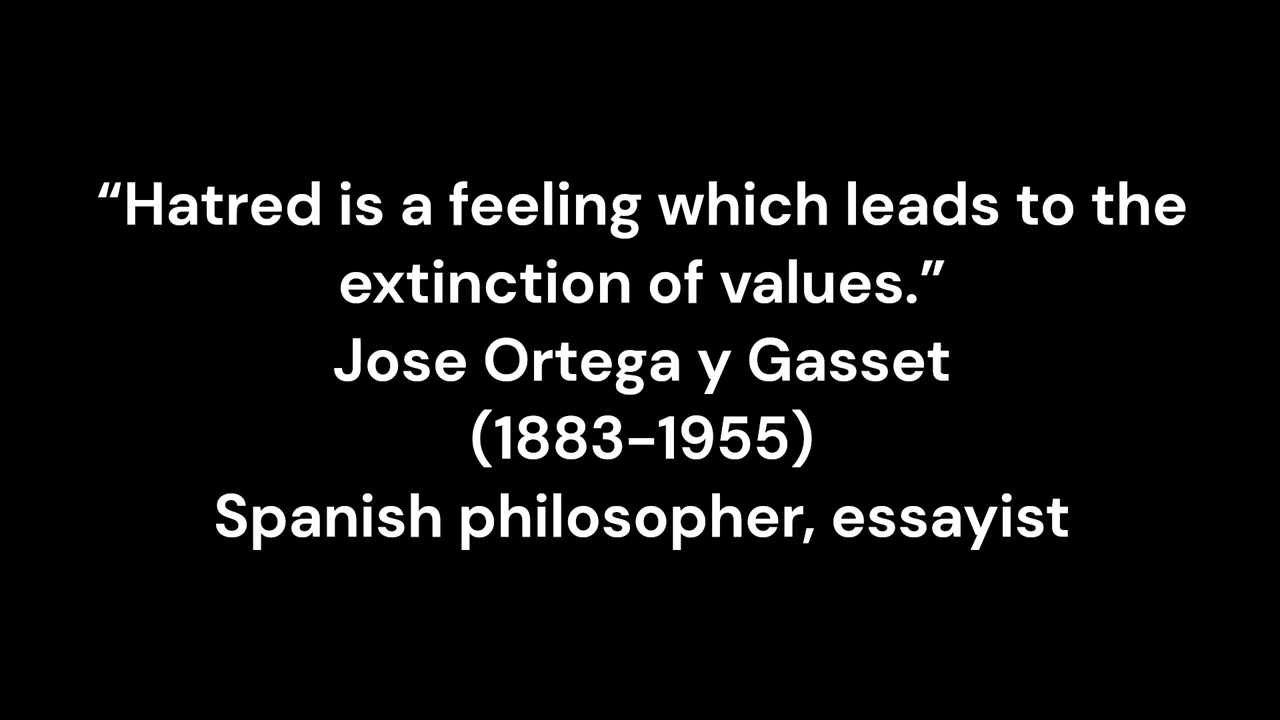 “Hatred is a feeling which leads to the
extinction of values.”
Jose Ortega y Gasset
(1883–1955)
Spanish philosopher, essayist